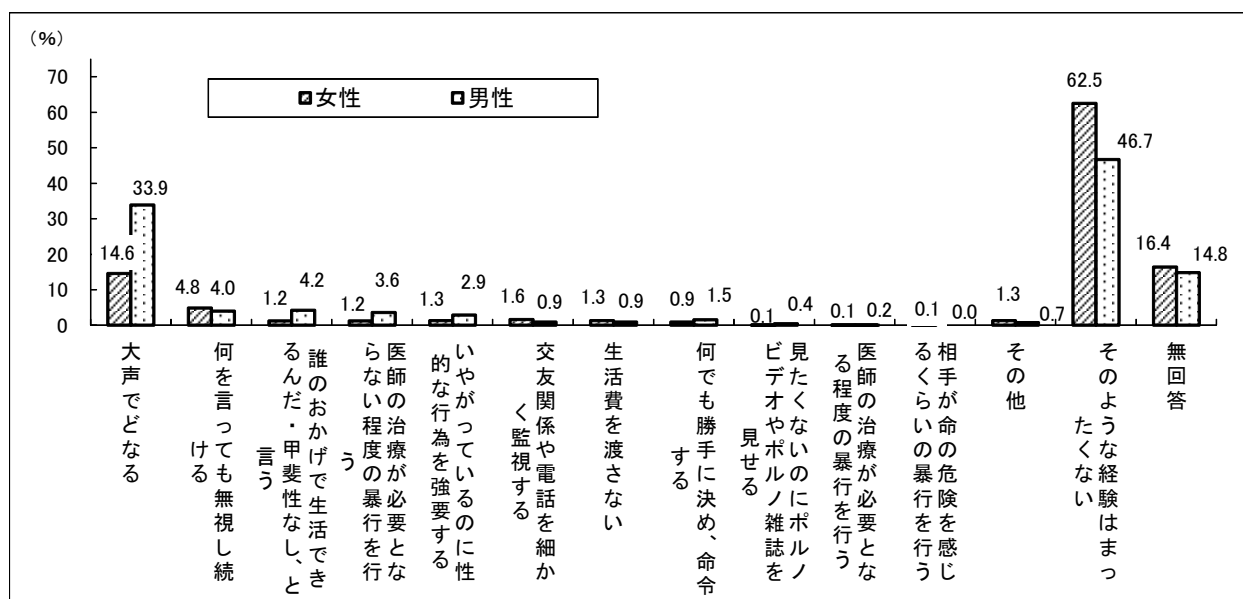 (%)
70
60
50
40
30
20
10
0
女性
男性
14.6
33.9
4.8
4.0
1.2
4.2
1.2
3.6
1.3
2.9
1.6
0.9
1.3
0.9
0.9
1.5
0.1
0.4
0.1
0.2
0.1
0.0
1.3
0.7
62.5
46.7
16.4
14.8
大声でどなる
何を言っても無視し続
ける
誰のおかげで生活でき
るんだ・甲斐性なし、と
言う
医師の治療が必要とな
らない程度の暴行を行
う
いやがっているのに性
的な行為を強要する
交友関係や電話を細か
く監視する
生活費を渡さない
何でも勝手に決め、命令
する
見たくないのにポルノ
ビデオやポルノ雑誌を
見せる
医師の治療が必要とな
る程度の暴行を行う
相手が命の危険を感じ
るくらいの暴行を行う
その他
そのような経験はまっ
たくない
無回答